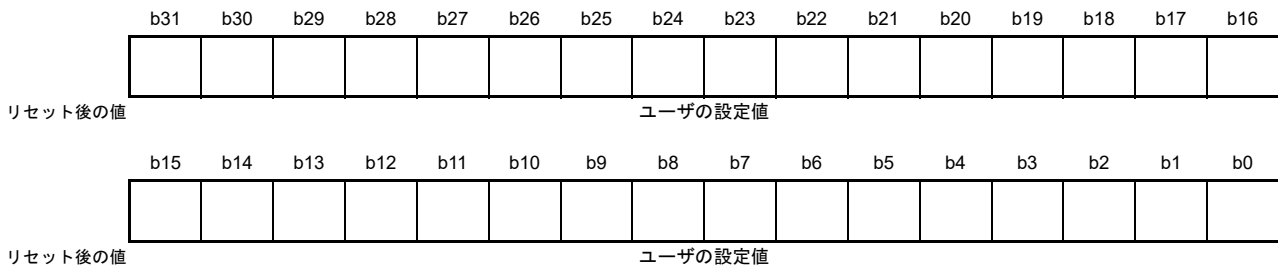 b31 b30 b29 b28 b27 b26 b25 b24 b23 b22 b21 b20 b19 b18 b17 b16
リセット後の値 ユーザの設定値
b15 b14 b13 b12 b11 b10 b9 b8 b7 b6 b5 b4 b3 b2 b1 b0
リセット後の値 ユーザの設定値